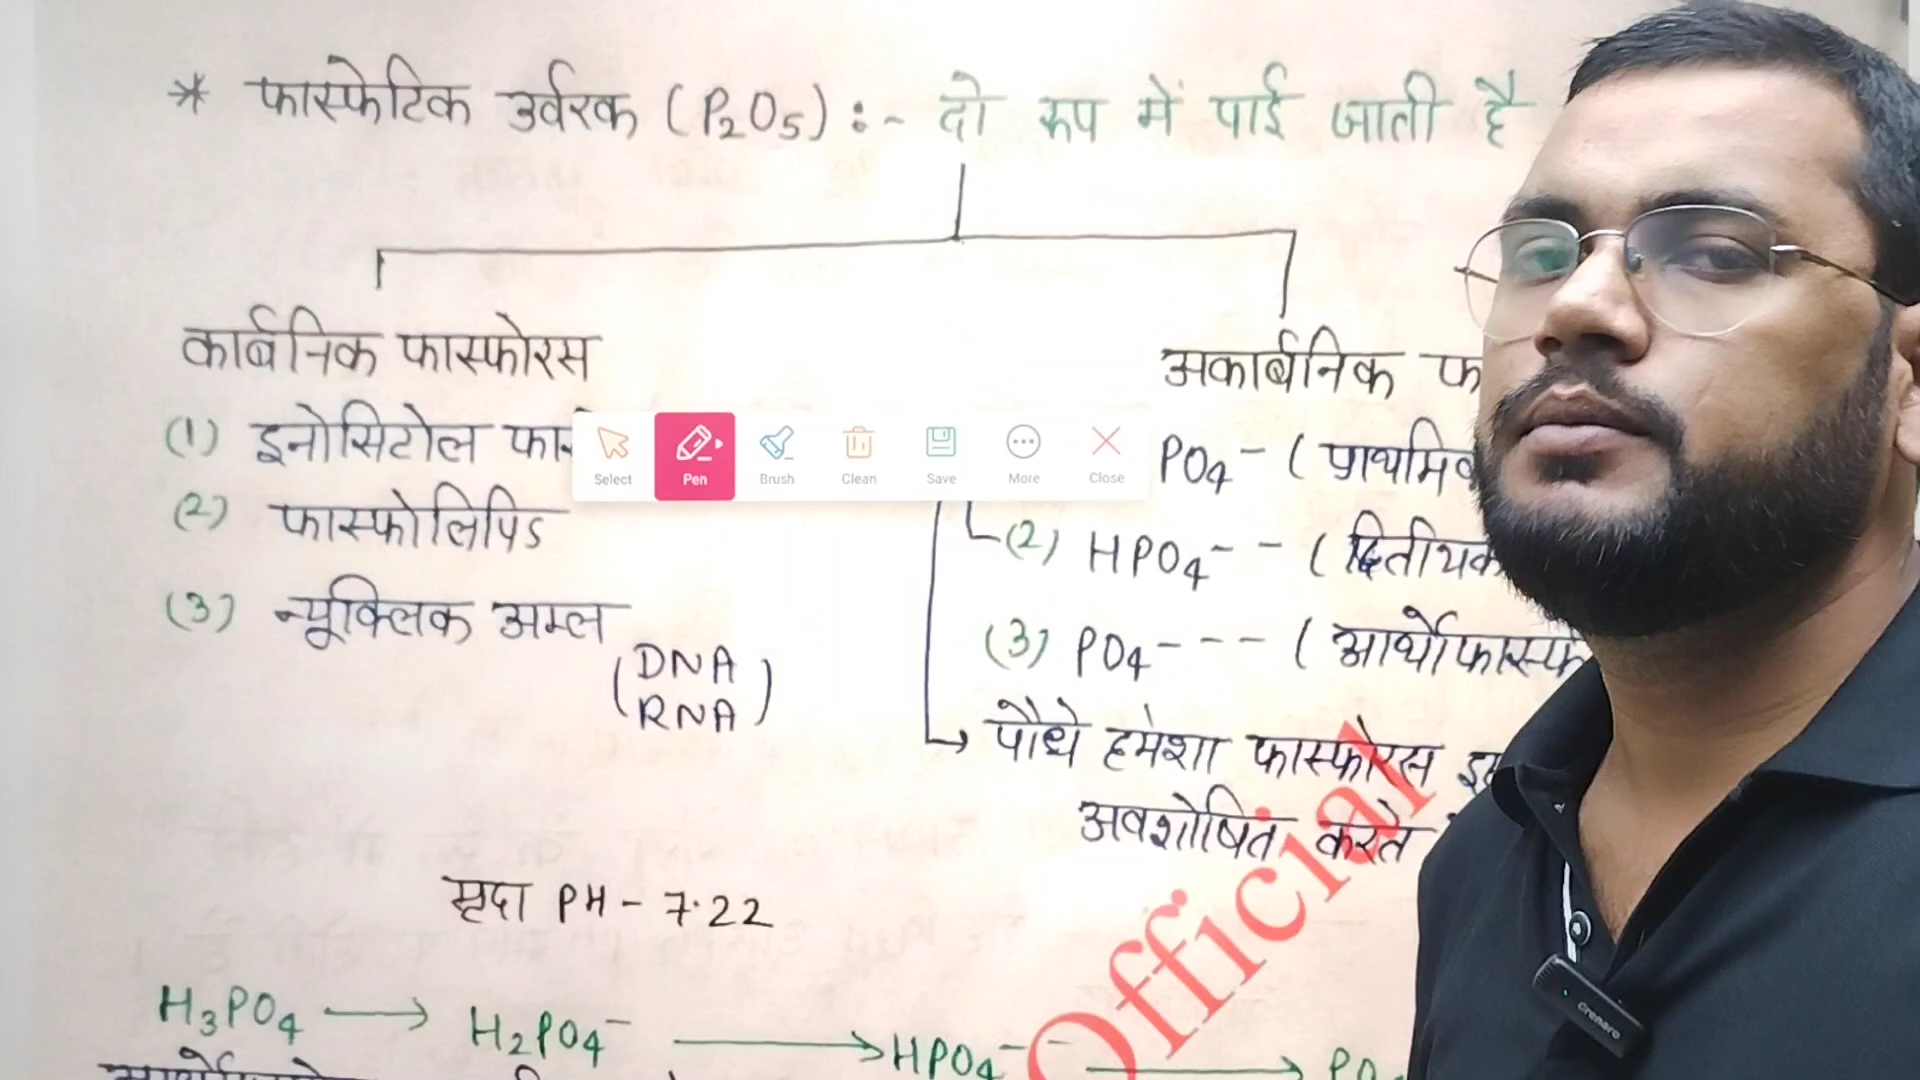 * फास्फेटिक उर्वरक (P₂O₅) :- दो रूप में पाई जाती है
कार्बनिक फास्फोरस
(1) इनोसिटोल
(2) फास्फोलिपिड
(3) न्यूक्लिक अम्ल
(DNA
RNA)
अकार्बनिक
PO₄⁻ (
(2) HPO₄⁻⁻ (द्वितीयक
(3) PO₄⁻⁻⁻ (
→ पौधे हमेशा फास्फोरस
अवशोषित करते
Select Pen Brush Clean Save More Close
मृदा PH - 7.22
H₃PO₄ → H₂PO₄⁻ → HPO₄⁻⁻ →
Official